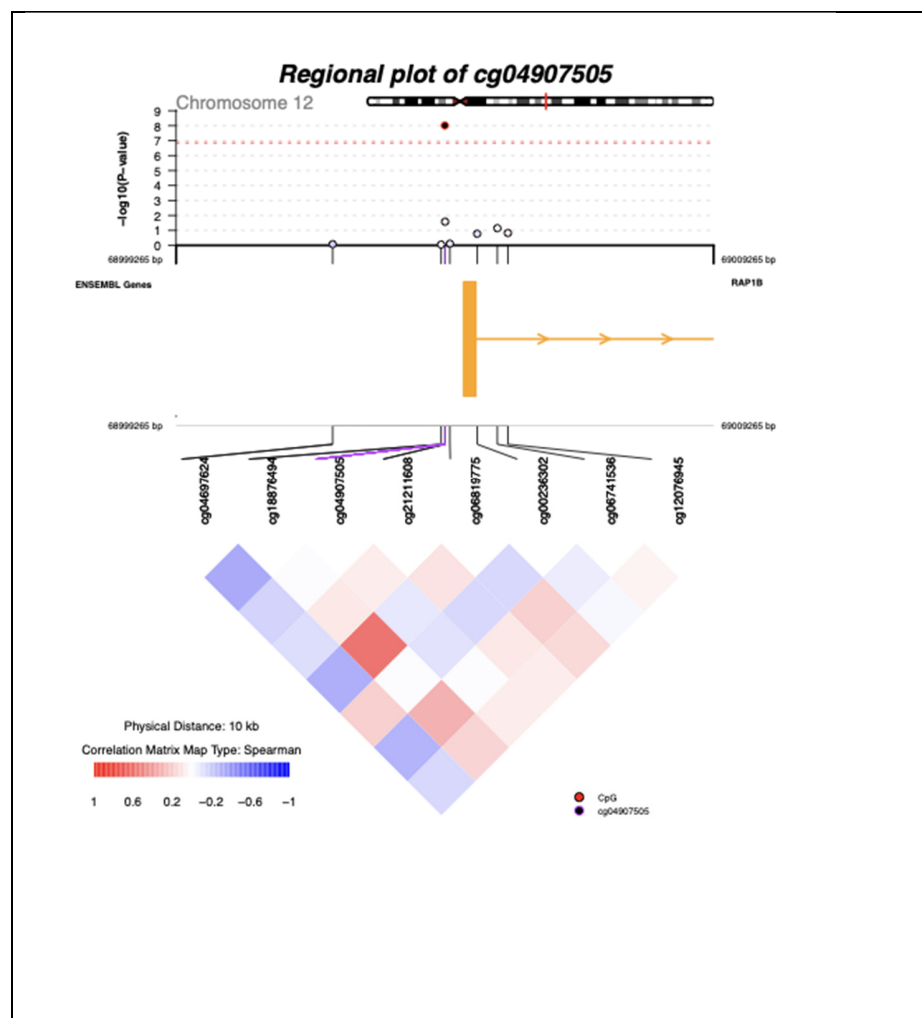 Regional plot of cg04907505
Chromosome 12
−log10(P−value)
9
8
7
6
5
4
3
2
1
0
68999265 bp
69009265 bp
ENSEMBL Genes
RAP1B
68999265 bp
69009265 bp
cg04697624
cg18876494
cg04907505
cg21211608
cg06819775
cg00236302
cg06741536
cg12076945
Physical Distance: 10 kb
Correlation Matrix Map Type: Spearman
1 0.6 0.2 −0.2 −0.6 −1
CpG
cg04907505